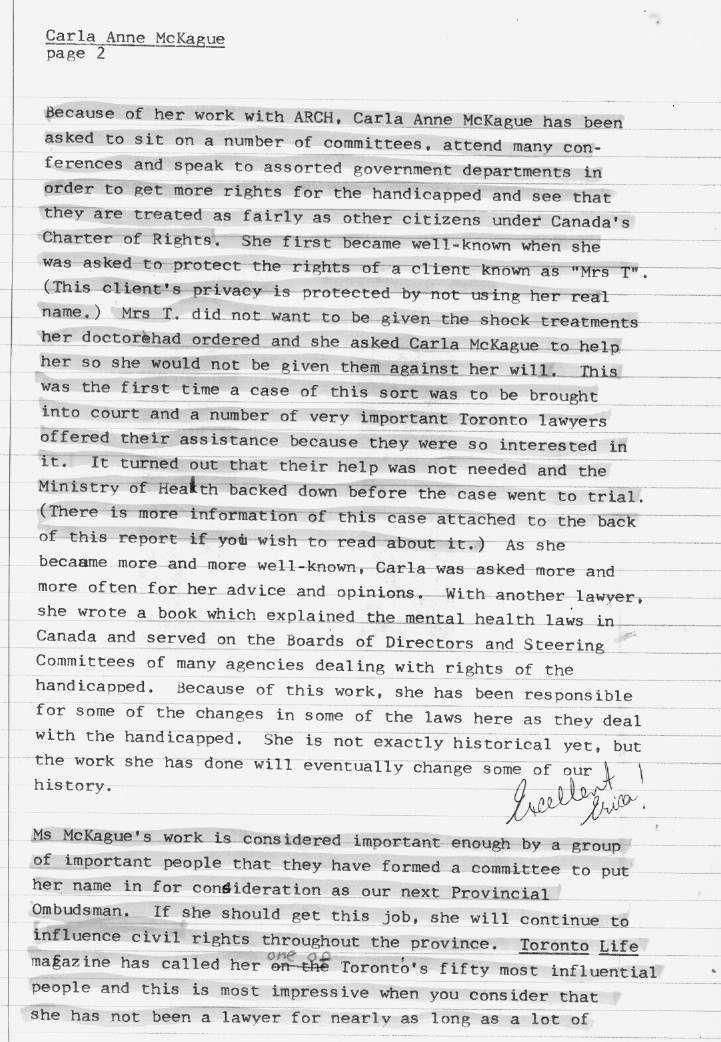 Carla Anne McKague
page 2
Because of her work with ARCH, Carla Anne McKague has been
asked to sit on a number of committees, attend many con-
ferences and speak to assorted government departments in
order to get more rights for the handicapped and see that
they are treated as fairly as other citizens under Canada's
Charter of Rights. She first became well-known when she
was asked to protect the rights of a client known as "Mrs T".
(This client's privacy is protected by not using her real
name.) Mrs T. did not want to be given the shock treatments
her doctor had ordered and she asked Carla McKague to help
her so she would not be given them against her will. This
was the first time a case of this sort was to be brought
into court and a number of very important Toronto lawyers
offered their assistance because they were so interested in
it. It turned out that their help was not needed and the
Ministry of Health backed down before the case went to trial.
(There is more information of this case attached to the back
of this report if you wish to read about it.) As she
becaame more and more well-known, Carla was asked more and
more often for her advice and opinions. With another lawyer,
she wrote a book which explained the mental health laws in
Canada and served on the Boards of Directors and Steering
Committees of many agencies dealing with rights of the
handicapped. Because of this work, she has been responsible
for some of the changes in some of the laws here as they deal
with the handicapped. She is not exactly historical yet, but
the work she has done will eventually change some of our
history.
Excellent!
Erica!
Ms McKague's work is considered important enough by a group
of important people that they have formed a committee to put
her name in for consideration as our next Provincial
Ombudsman. If she should get this job, she will continue to
influence civil rights throughout the province. Toronto Life
one of
magazine has called her on the Toronto's fifty most influential
people and this is most impressive when you consider that
she has not been a lawyer for nearly as long as a lot of